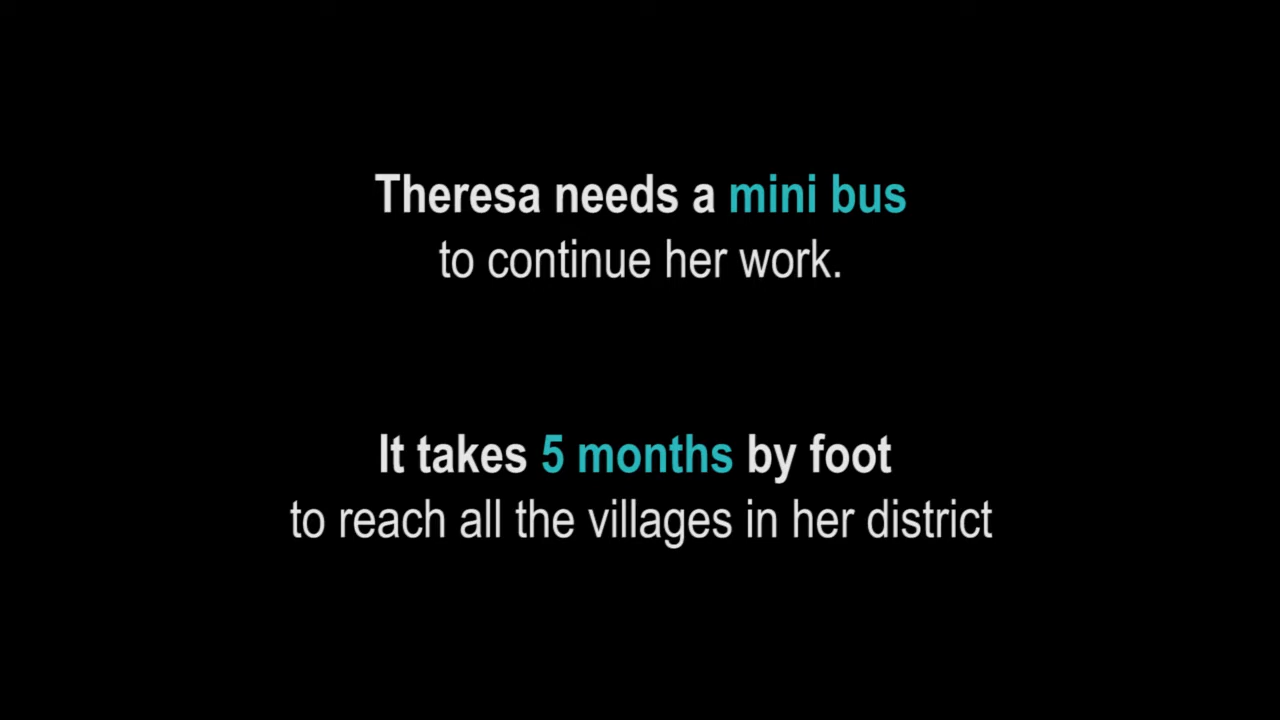 Theresa needs a mini bus
to continue her work.
It takes 5 months by foot
to reach all the villages in her district